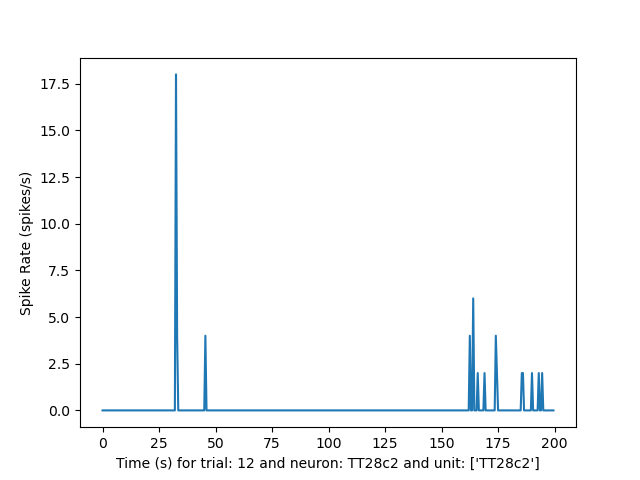 17.5
15.0
12.5
10.0
7.5
5.0
2.5
0.0
Spike Rate (spikes/s)
0 25 50 75 100 125 150 175 200
Time (s) for trial: 12 and neuron: TT28c2 and unit: ['TT28c2']